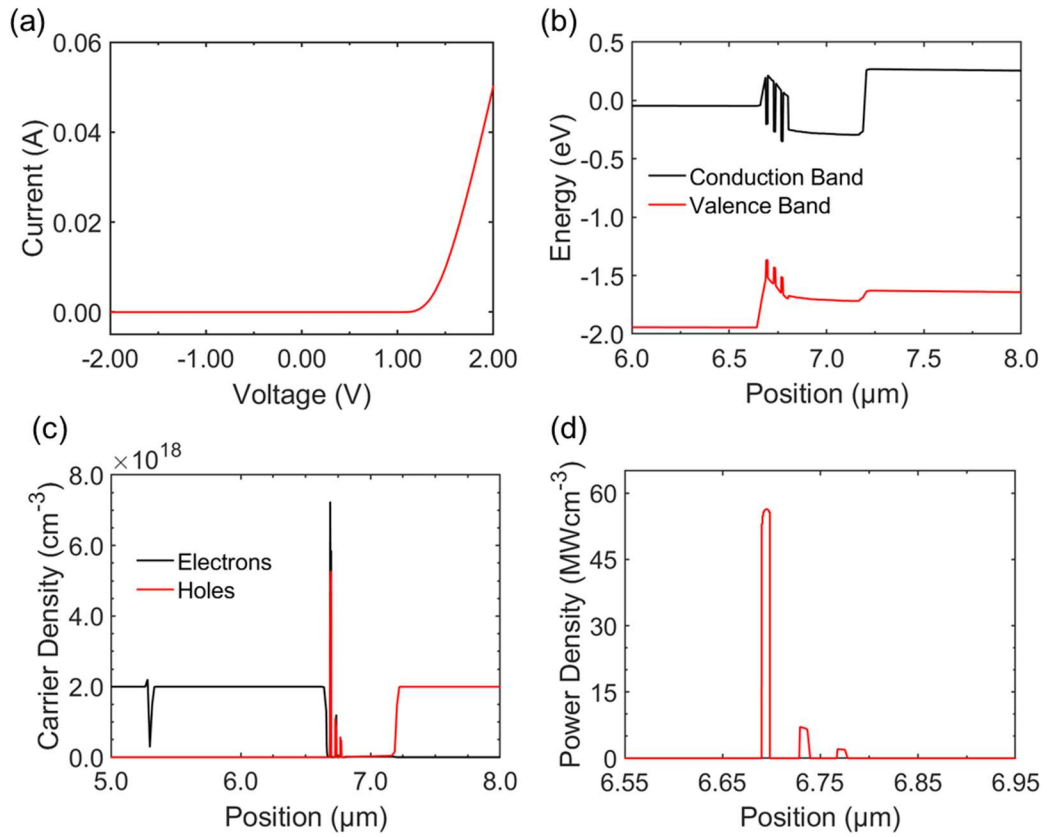 (a)
0.06
0.04
0.02
0.00
Current (A)
-2.00 -1.00 0.00 1.00 2.00
Voltage (V)
(b)
0.5
0.0
-0.5
-1.0
-1.5
-2.0
Energy (eV)
Conduction Band
Valence Band
6.0 6.5 7.0 7.5 8.0
Position (µm)
(c)
×10¹⁸
8.0
6.0
4.0
2.0
0.0
Carrier Density (cm⁻³)
Electrons
Holes
5.0 6.0 7.0 8.0
Position (µm)
(d)
60
45
30
15
0
Power Density (MWcm⁻³)
6.55 6.65 6.75 6.85 6.95
Position (µm)